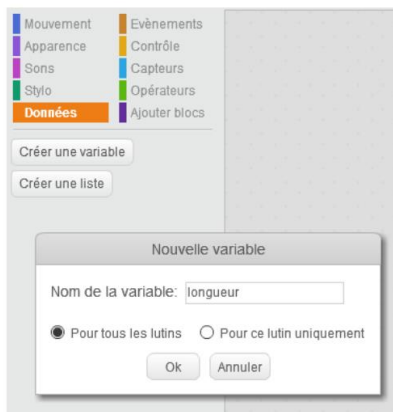 Mouvement Evènements
Apparence Contrôle
Sons Capteurs
Stylo Opérateurs
Données Ajouter blocs
Créer une variable
Créer une liste
Nouvelle variable
Nom de la variable: longueur
Pour tous les lutins Pour ce lutin uniquement
Ok Annuler